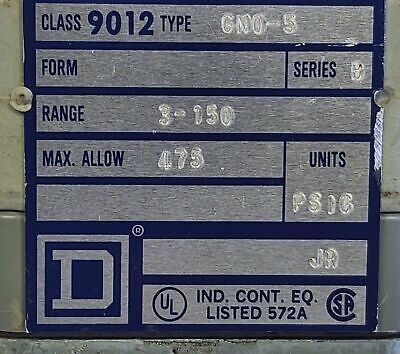 CLASS 9012 TYPE GNO-5
FORM SERIES
RANGE 3-150
MAX. ALLOW 475 UNITS
PSIG
D ®
JR
UL IND. CONT. EQ. SA
LISTED 572A